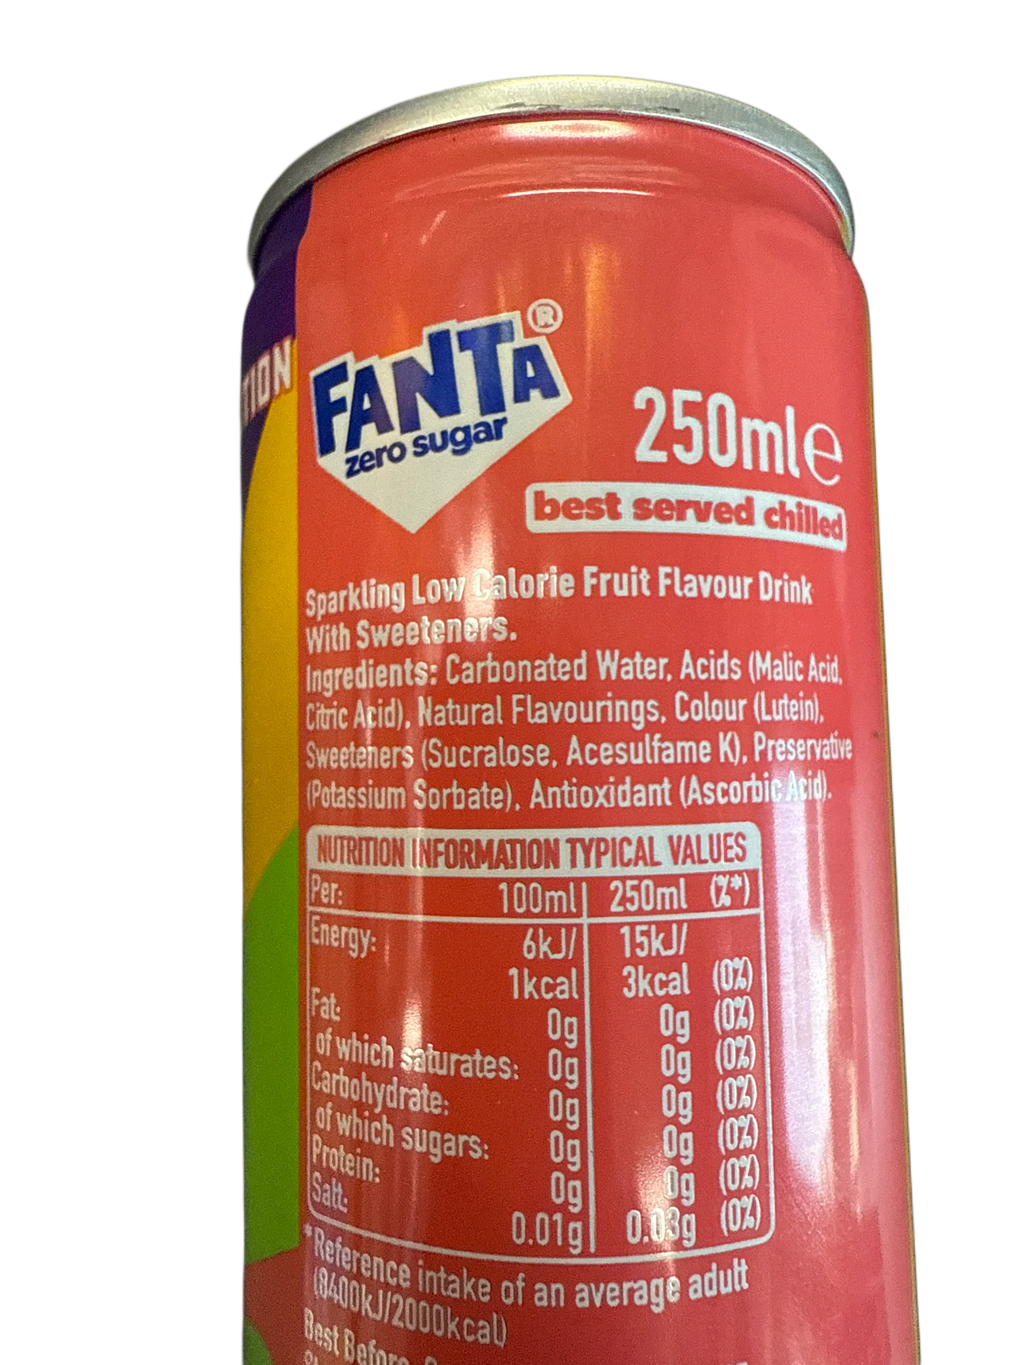 TION
FANTA®
zero sugar
250ml e
best served chilled
Sparkling Low Calorie Fruit Flavour Drink
With Sweeteners.
Ingredients: Carbonated Water, Acids (Malic Acid,
Citric Acid), Natural Flavourings, Colour (Lutein),
Sweeteners (Sucralose, Acesulfame K), Preservative
(Potassium Sorbate), Antioxidant (Ascorbic Acid).
NUTRITION INFORMATION TYPICAL VALUES
Per: 100ml 250ml (%*)
Energy: 6kJ/ 15kJ/
1kcal 3kcal (0%)
Fat: 0g 0g (0%)
of which saturates: 0g 0g (0%)
Carbohydrate: 0g 0g (0%)
of which sugars: 0g 0g (0%)
Protein: 0g 0g (0%)
Salt: 0.01g 0.03g (0%)
*Reference intake of an average adult
(8400kJ/2000kcal)
Best Before